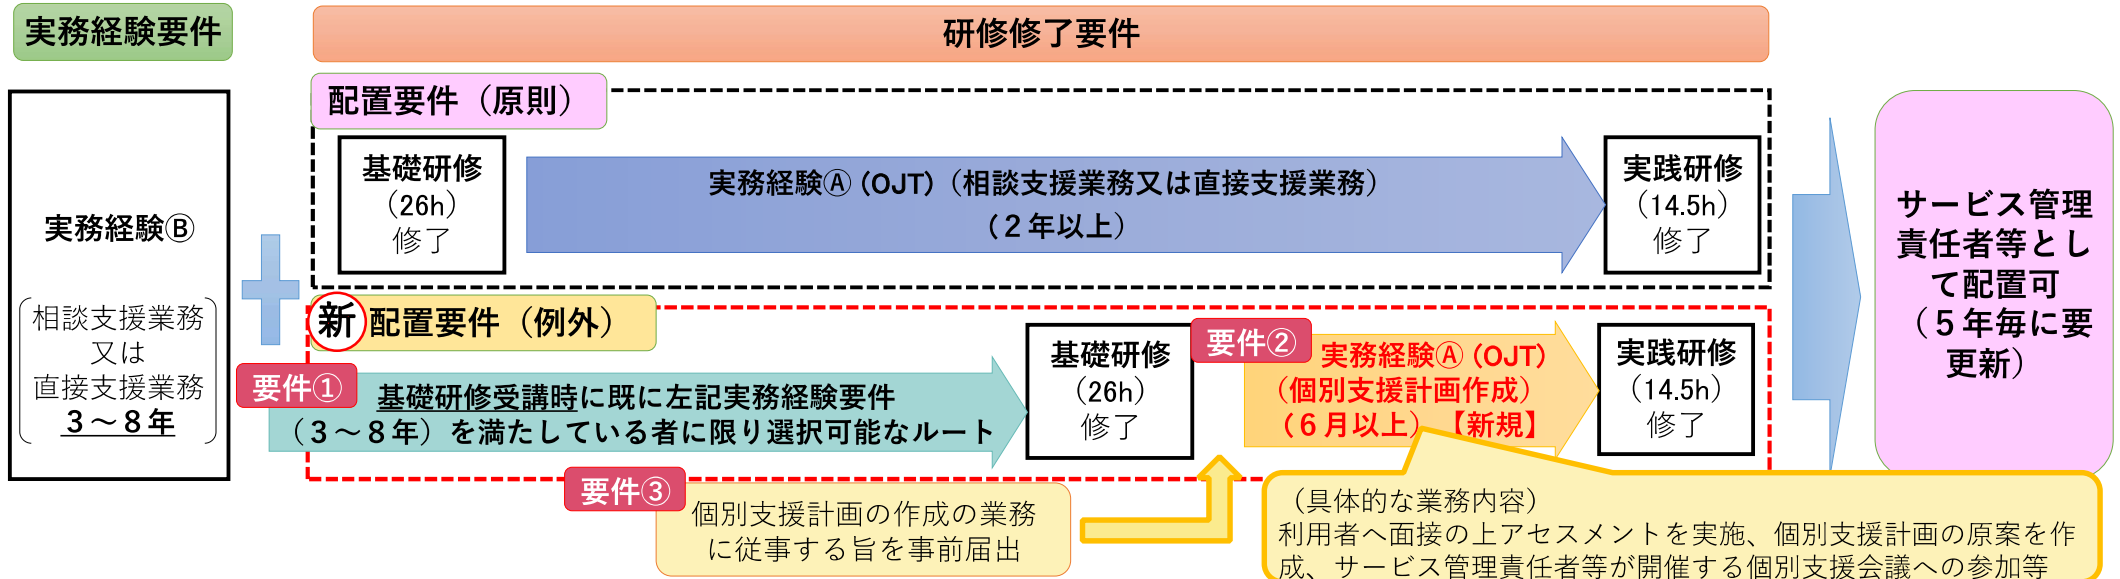 実務経験要件
研修修了要件
実務経験Ⓑ
相談支援業務
又は
直接支援業務
３～８年
配置要件（原則）
基礎研修
（26h）
修了
実務経験Ⓐ (OJT)（相談支援業務又は直接支援業務）
（２年以上）
実践研修
（14.5h）
修了
新 配置要件（例外）
要件①
基礎研修受講時に既に左記実務経験要件
（３～８年）を満たしている者に限り選択可能なルート
基礎研修
（26h）
修了
要件②
実務経験Ⓐ (OJT)
（個別支援計画作成）
（６月以上）【新規】
実践研修
（14.5h）
修了
要件③
個別支援計画の作成の業務
に従事する旨を事前届出
（具体的な業務内容）
利用者へ面接の上アセスメントを実施、個別支援計画の原案を作
成、サービス管理責任者等が開催する個別支援会議への参加等
サービス管理
責任者等とし
て配置可
（５年毎に要
更新）